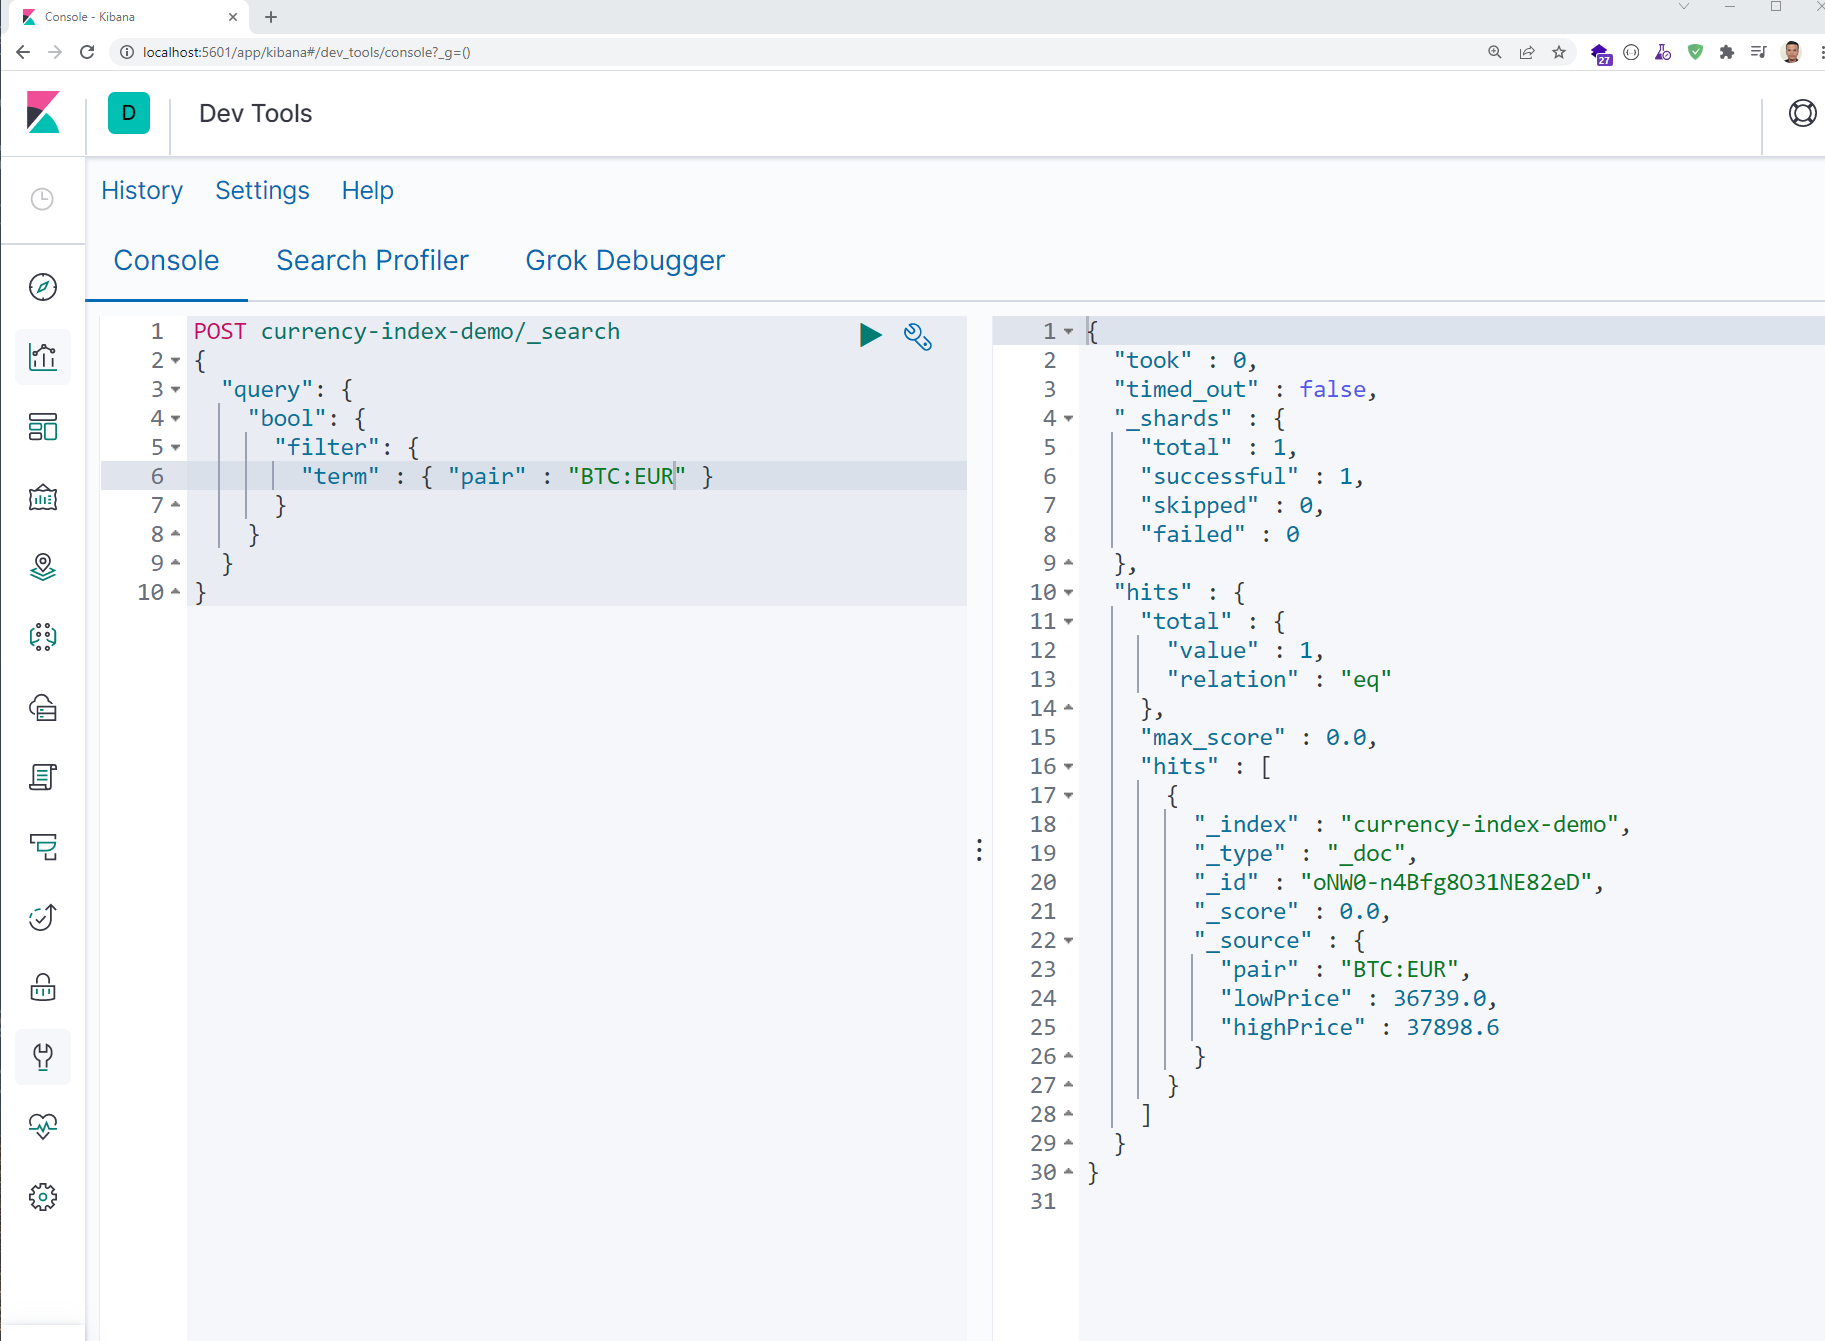 Console - Kibana
localhost:5601/app/kibana#/dev_tools/console?_g=()
27
D
Dev Tools
History Settings Help
Console Search Profiler Grok Debugger
1 POST currency-index-demo/_search
2 {
3 "query": {
4 "bool": {
5 "filter": {
6 "term" : { "pair" : "BTC:EUR" }
7 }
8 }
9 }
10 }
1 {
2 "took" : 0,
3 "timed_out" : false,
4 "_shards" : {
5 "total" : 1,
6 "successful" : 1,
7 "skipped" : 0,
8 "failed" : 0
9 },
10 "hits" : {
11 "total" : {
12 "value" : 1,
13 "relation" : "eq"
14 },
15 "max_score" : 0.0,
16 "hits" : [
17 {
18 "_index" : "currency-index-demo",
19 "_type" : "_doc",
20 "_id" : "oNW0-n4Bfg8O31NE82eD",
21 "_score" : 0.0,
22 "_source" : {
23 "pair" : "BTC:EUR",
24 "lowPrice" : 36739.0,
25 "highPrice" : 37898.6
26 }
27 }
28 ]
29 }
30 }
31